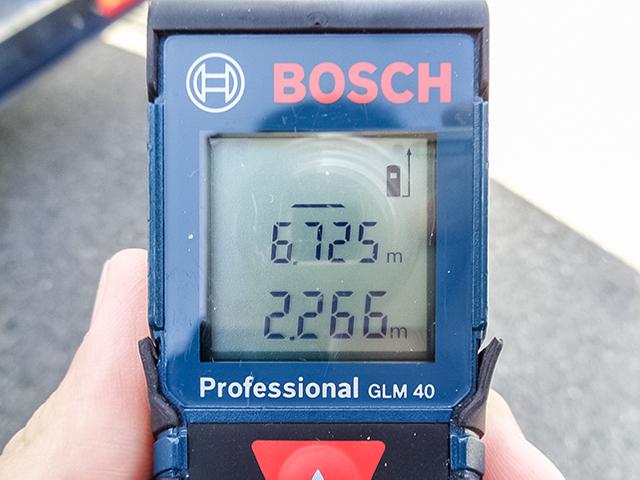 BOSCH
6.725 m
2.266 m
Professional GLM 40